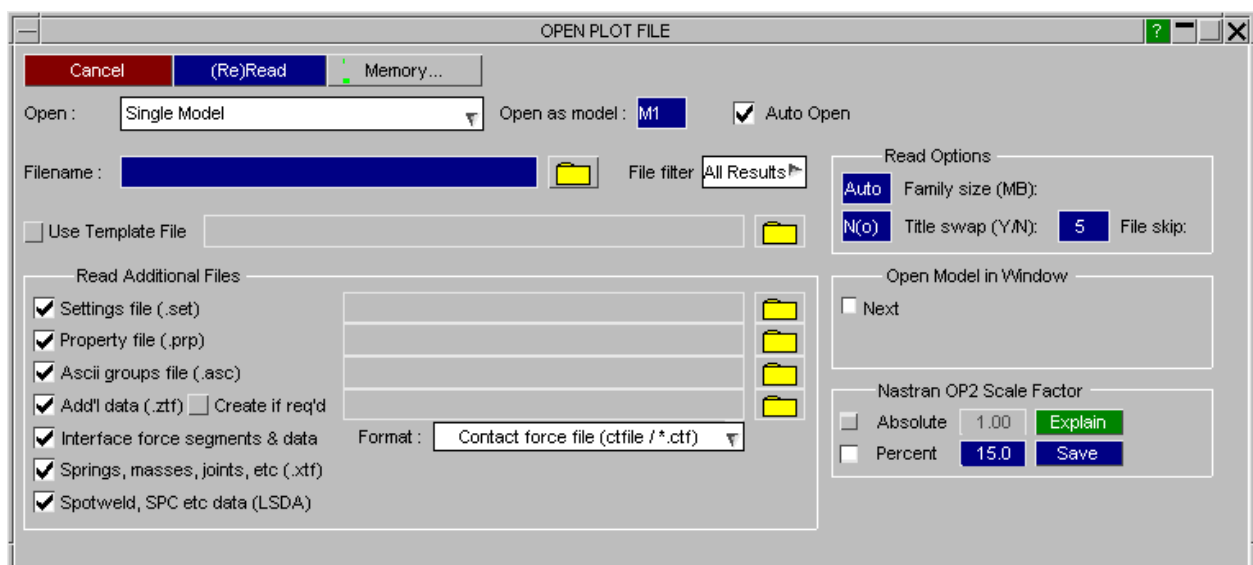 OPEN PLOT FILE ?
Cancel (Re)Read Memory...
Open : Single Model Open as model : M1 Auto Open
Filename : File filter All Results
Use Template File
Read Additional Files
Settings file (.set)
Property file (.prp)
Ascii groups file (.asc)
Add'l data (.ztf) Create if req'd
Interface force segments & data Format : Contact force file (ctfile / *.ctf)
Springs, masses, joints, etc (.xtf)
Spotweld, SPC etc data (LSDA)
Read Options
Auto Family size (MB):
N(o) Title swap (Y/N): 5 File skip:
Open Model in Window
Next
Nastran OP2 Scale Factor
Absolute 1.00 Explain
Percent 15.0 Save